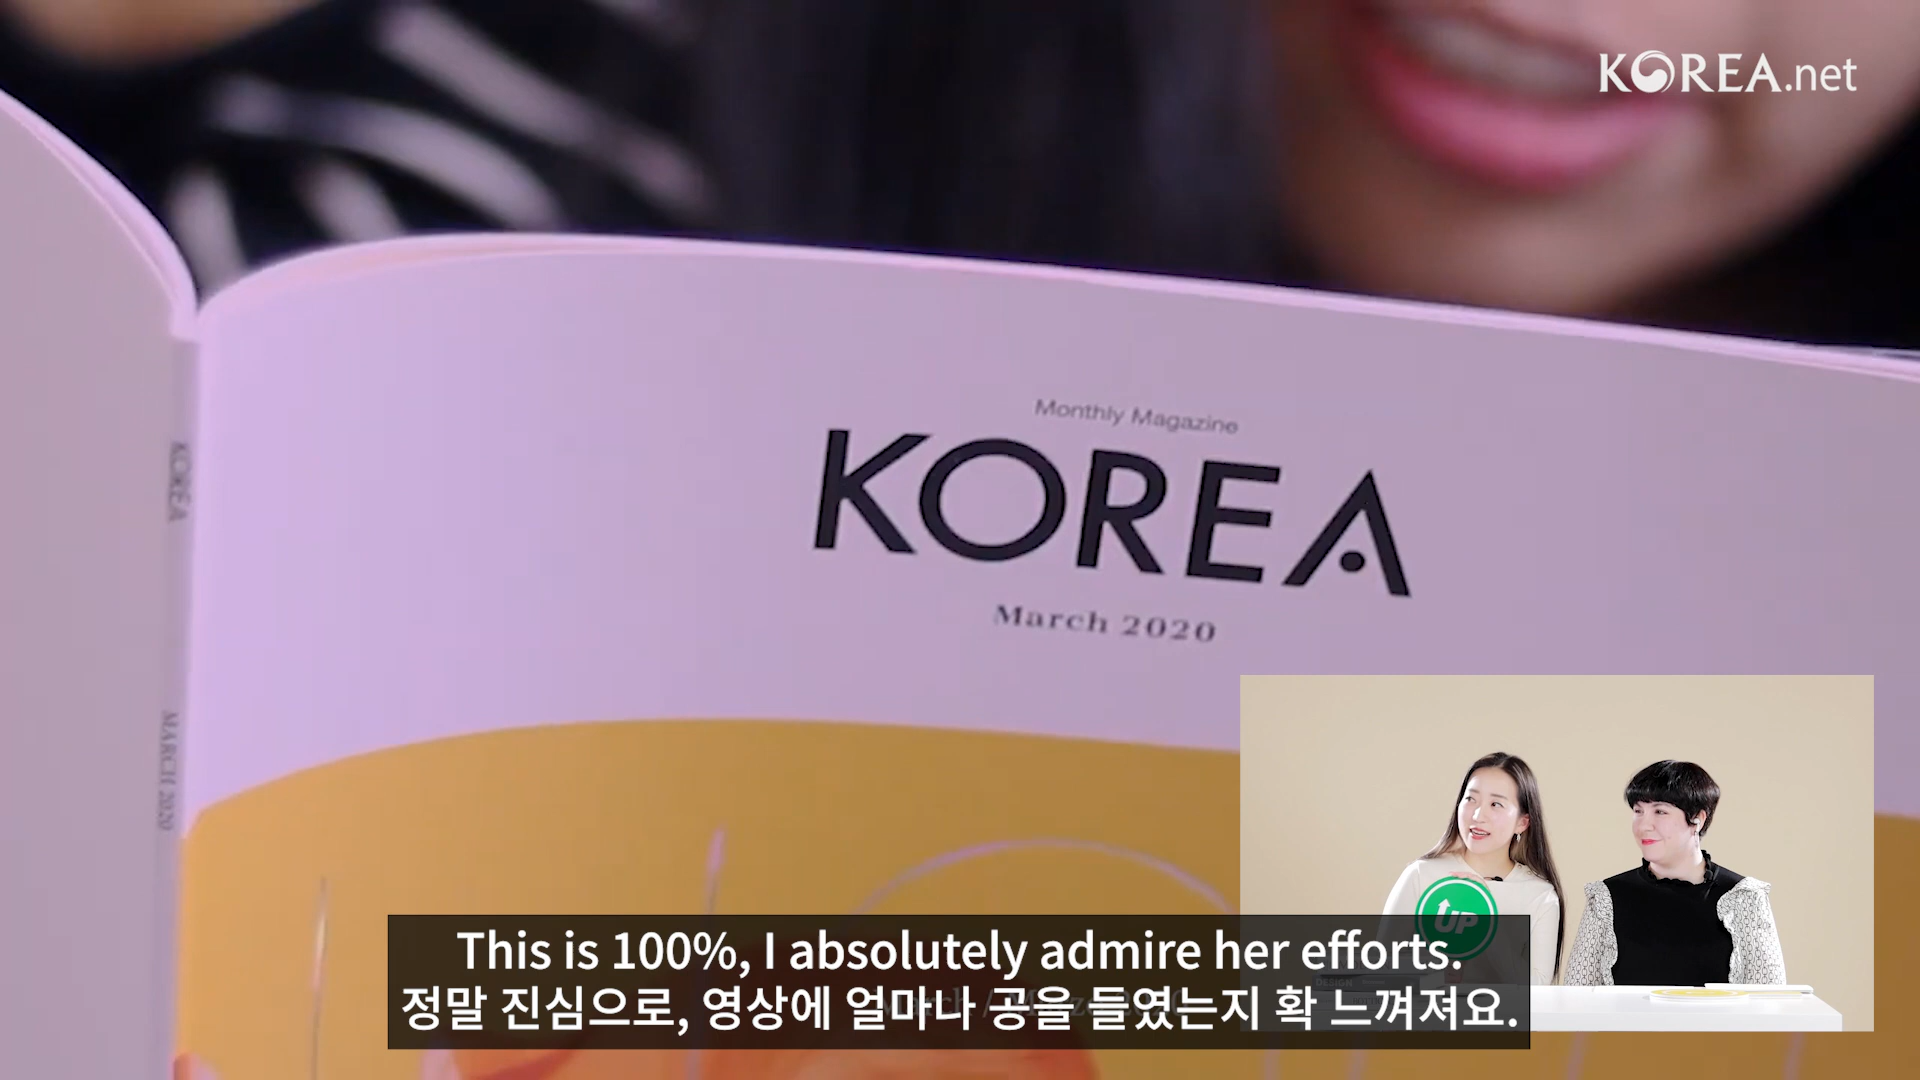 KOREA.net
Monthly Magazine
KOREA
March 2020
KOREA
MARCH 2020
UP
This is 100%, I absolutely admire her efforts.
정말 진심으로, 영상에 얼마나 공을 들였는지 확 느껴져요.